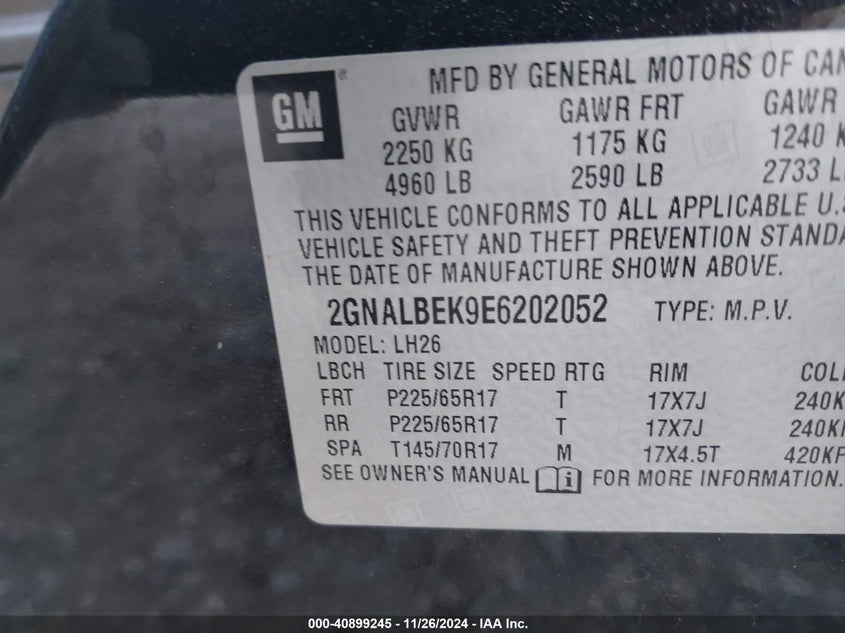 MFD BY GENERAL MOTORS OF CAN
GM ®
GVWR GAWR FRT GAWR
2250 KG 1175 KG 1240 K
4960 LB 2590 LB 2733 L
THIS VEHICLE CONFORMS TO ALL APPLICABLE U.S
VEHICLE SAFETY AND THEFT PREVENTION STANDA
THE DATE OF MANUFACTURE SHOWN ABOVE.
2GNALBEK9E6202052 TYPE: M.P.V.
MODEL: LH26
LBCH TIRE SIZE SPEED RTG RIM COL
FRT P225/65R17 T 17X7J 240K
RR P225/65R17 T 17X7J 240K
SPA T145/70R17 M 17X4.5T 420KP
SEE OWNER'S MANUAL FOR MORE INFORMATION.
000-40899245 - 11/26/2024 - IAA Inc.